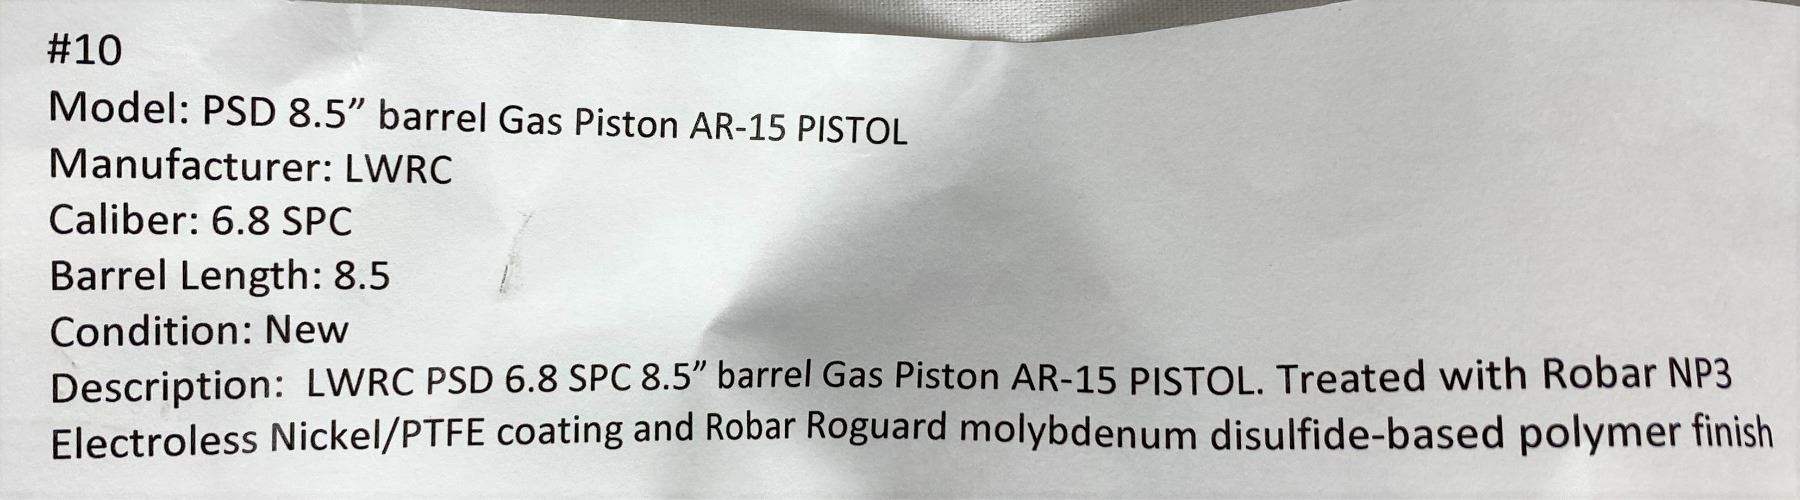 #10
Model: PSD 8.5” barrel Gas Piston AR-15 PISTOL
Manufacturer: LWRC
Caliber: 6.8 SPC
Barrel Length: 8.5
Condition: New
Description:  LWRC PSD 6.8 SPC 8.5” barrel Gas Piston AR-15 PISTOL. Treated with Robar NP3
Electroless Nickel/PTFE coating and Robar Roguard molybdenum disulfide-based polymer finish